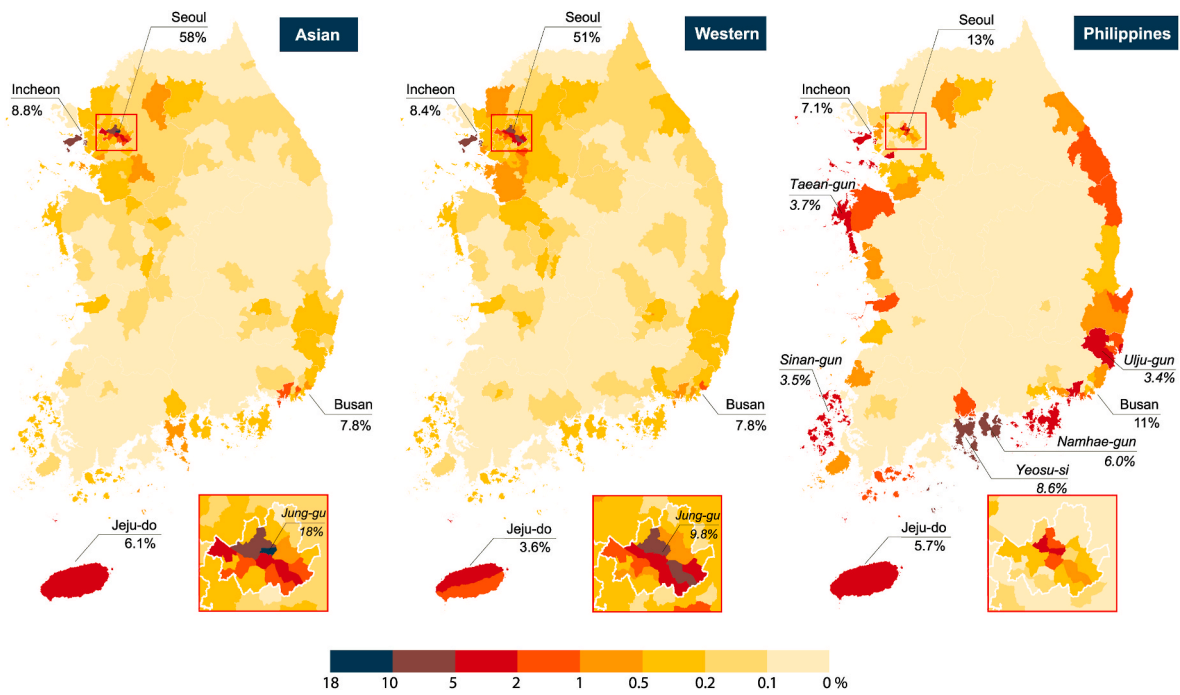 Seoul
58%
Asian
Incheon
8.8%
Busan
7.8%
Jeju-do
6.1%
Jung-gu
18%
Seoul
51%
Western
Incheon
8.4%
Busan
7.8%
Jeju-do
3.6%
Jung-gu
9.8%
Seoul
13%
Philippines
Incheon
7.1%
Taean-gun
3.7%
Sinan-gun
3.5%
Ulju-gun
3.4%
Busan
11%
Namhae-gun
6.0%
Yeosu-si
8.6%
Jeju-do
5.7%
18 10 5 2 1 0.5 0.2 0.1 0 %